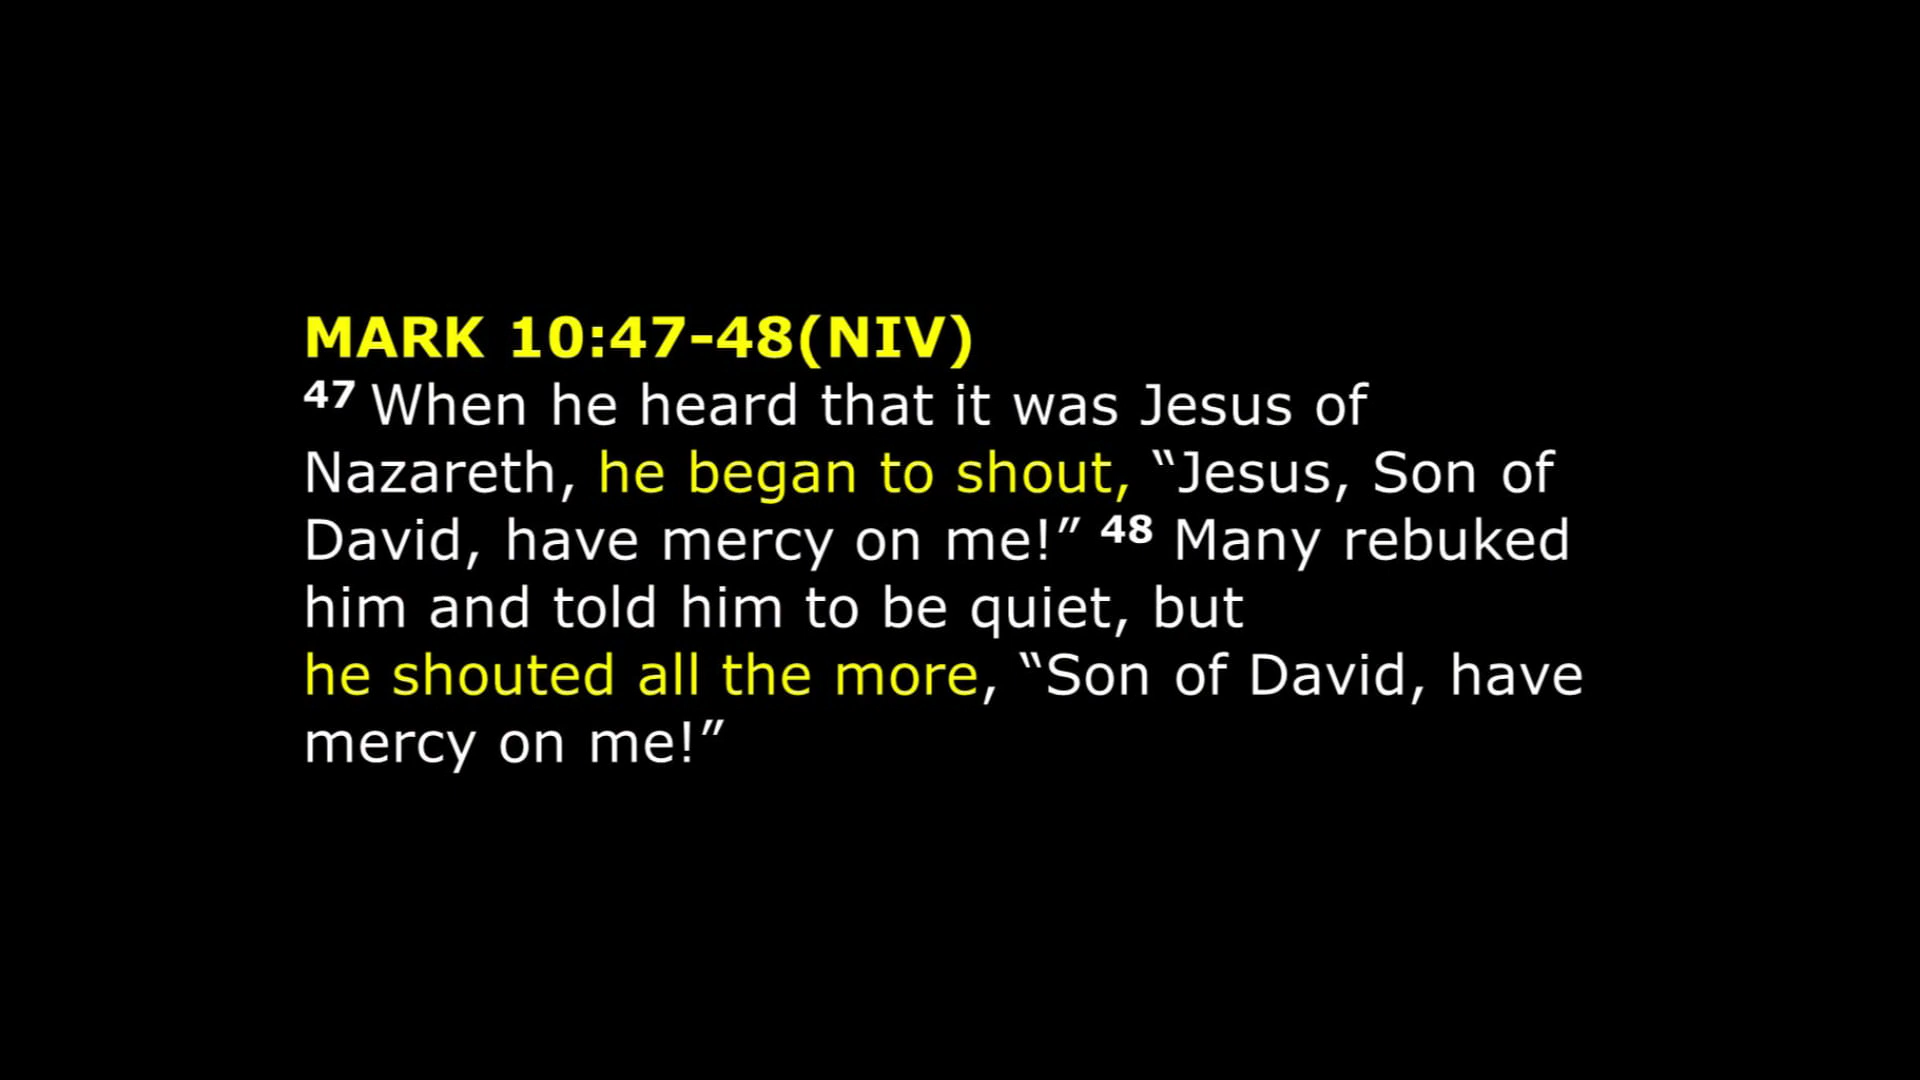 MARK 10:47-48(NIV)
47 When he heard that it was Jesus of
Nazareth, he began to shout, “Jesus, Son of
David, have mercy on me!” 48 Many rebuked
him and told him to be quiet, but
he shouted all the more, “Son of David, have
mercy on me!”